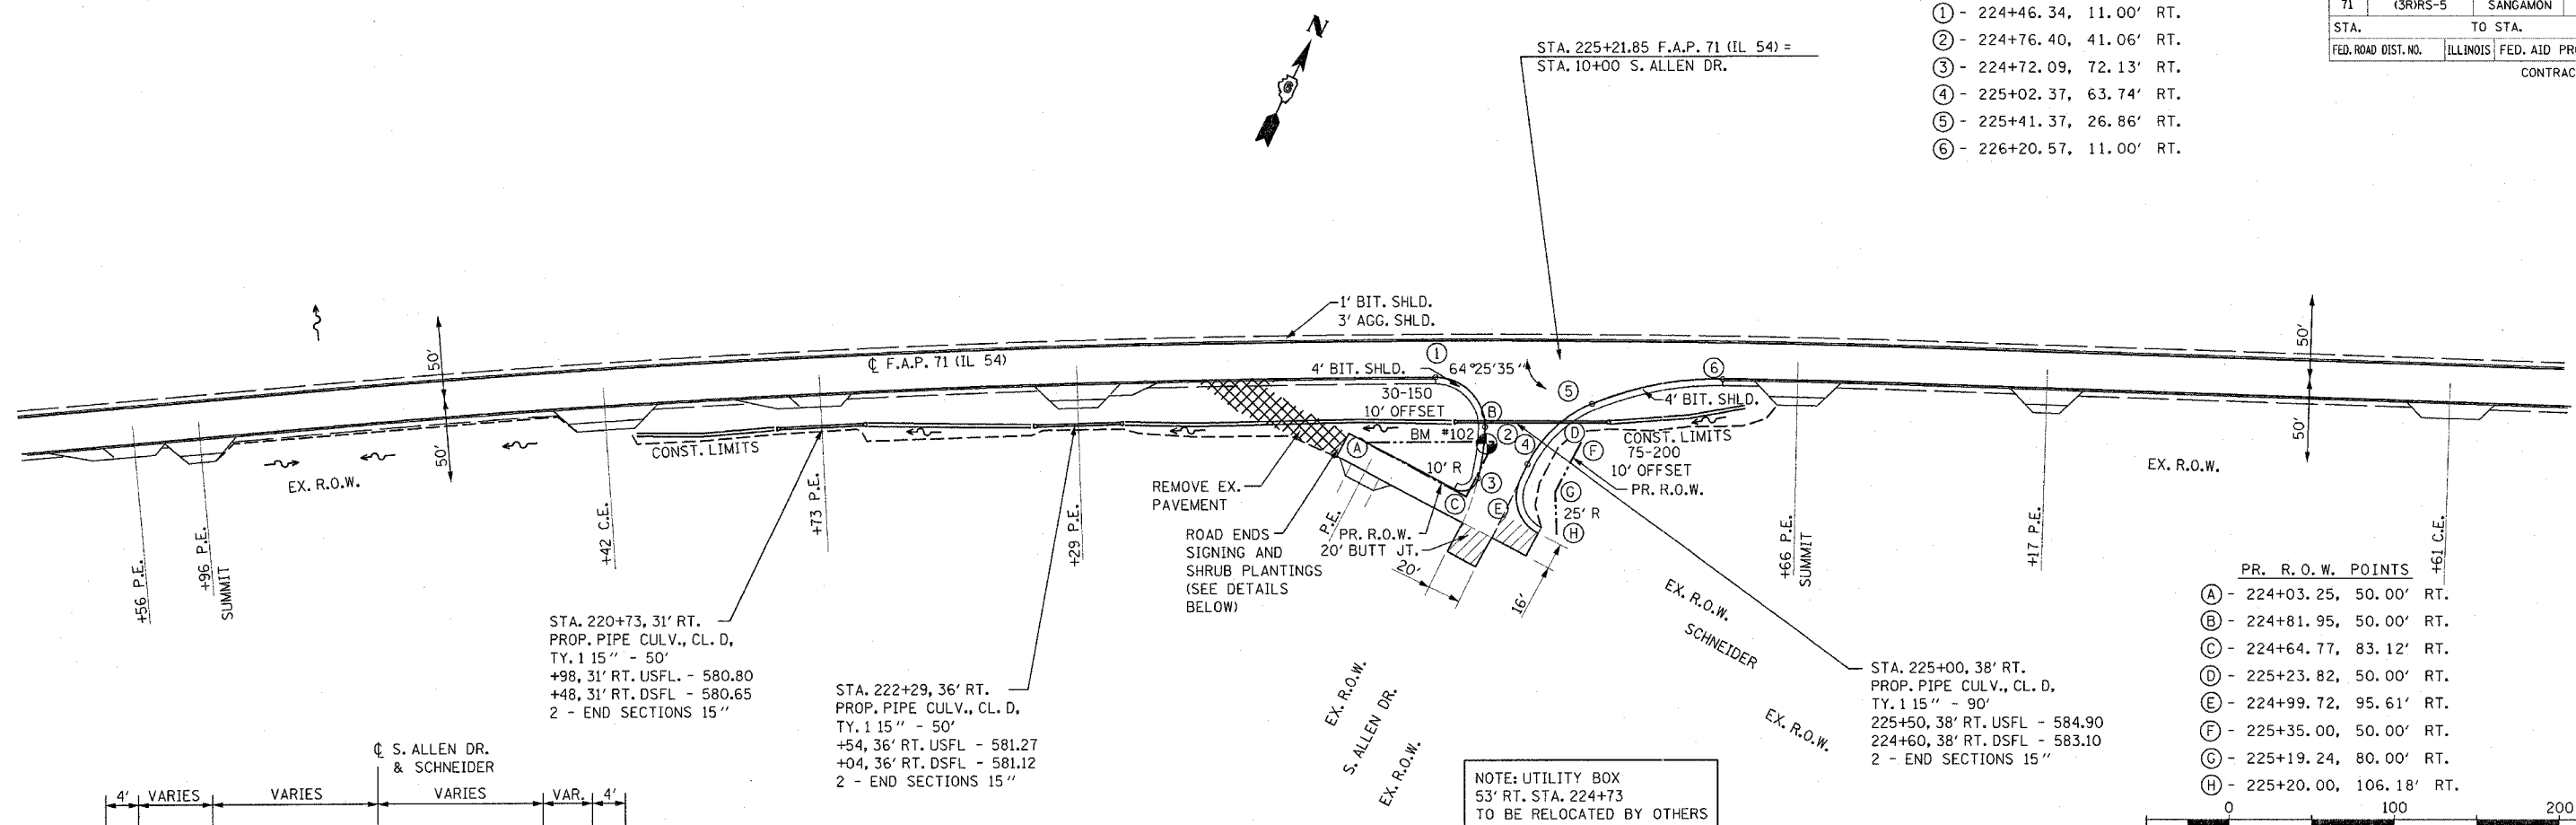 ① - 224+46.34, 11.00' RT.
② - 224+76.40, 41.06' RT.
③ - 224+72.09, 72.13' RT.
④ - 225+02.37, 63.74' RT.
⑤ - 225+41.37, 26.86' RT.
⑥ - 226+20.57, 11.00' RT.
71 (3R)RS-5 SANGAMON
STA. TO STA.
FED. ROAD DIST. NO. ILLINOIS FED. AID PR
CONTRAC
N
STA. 225+21.85 F.A.P. 71 (IL 54) =
STA. 10+00 S. ALLEN DR.
1' BIT. SHLD.
3' AGG. SHLD.
℄ F.A.P. 71 (IL 54)
50'
50'
50'
50'
①
4' BIT. SHLD.
64°25'35"
30-150
10' OFFSET
BM #102
⑤
⑥
4' BIT. SHLD.
Ⓑ
②
④
Ⓓ
Ⓕ
CONST. LIMITS
75-200
10' OFFSET
PR. R.O.W.
Ⓐ
10' R
③
Ⓒ
Ⓔ
Ⓖ
25' R
Ⓗ
CONST. LIMITS
EX. R.O.W.
EX. R.O.W.
REMOVE EX.
PAVEMENT
P.E.
PR. R.O.W.
20' BUTT JT.
20'
16'
ROAD ENDS
SIGNING AND
SHRUB PLANTINGS
(SEE DETAILS
BELOW)
+56 P.E.
+96 P.E.
SUMMIT
+42 C.E.
+73 P.E.
+29 P.E.
+66 P.E.
SUMMIT
+17 P.E.
+61 C.E.
EX. R.O.W.
SCHNEIDER
EX. R.O.W.
EX. R.O.W.
S. ALLEN DR.
EX. R.O.W.
STA. 220+73, 31' RT.
PROP. PIPE CULV., CL. D,
TY. 1 15" - 50'
+98, 31' RT. USFL. - 580.80
+48, 31' RT. DSFL - 580.65
2 - END SECTIONS 15"
STA. 222+29, 36' RT.
PROP. PIPE CULV., CL. D,
TY. 1 15" - 50'
+54, 36' RT. USFL - 581.27
+04, 36' RT. DSFL - 581.12
2 - END SECTIONS 15"
STA. 225+00, 38' RT.
PROP. PIPE CULV., CL. D,
TY. 1 15" - 90'
225+50, 38' RT. USFL - 584.90
224+60, 38' RT. DSFL - 583.10
2 - END SECTIONS 15"
PR. R.O.W. POINTS
Ⓐ - 224+03.25, 50.00' RT.
Ⓑ - 224+81.95, 50.00' RT.
Ⓒ - 224+64.77, 83.12' RT.
Ⓓ - 225+23.82, 50.00' RT.
Ⓔ - 224+99.72, 95.61' RT.
Ⓕ - 225+35.00, 50.00' RT.
Ⓖ - 225+19.24, 80.00' RT.
Ⓗ - 225+20.00, 106.18' RT.
℄ S. ALLEN DR.
& SCHNEIDER
4' VARIES VARIES VARIES VAR. 4'
NOTE: UTILITY BOX
53' RT. STA. 224+73
TO BE RELOCATED BY OTHERS
0 100 200